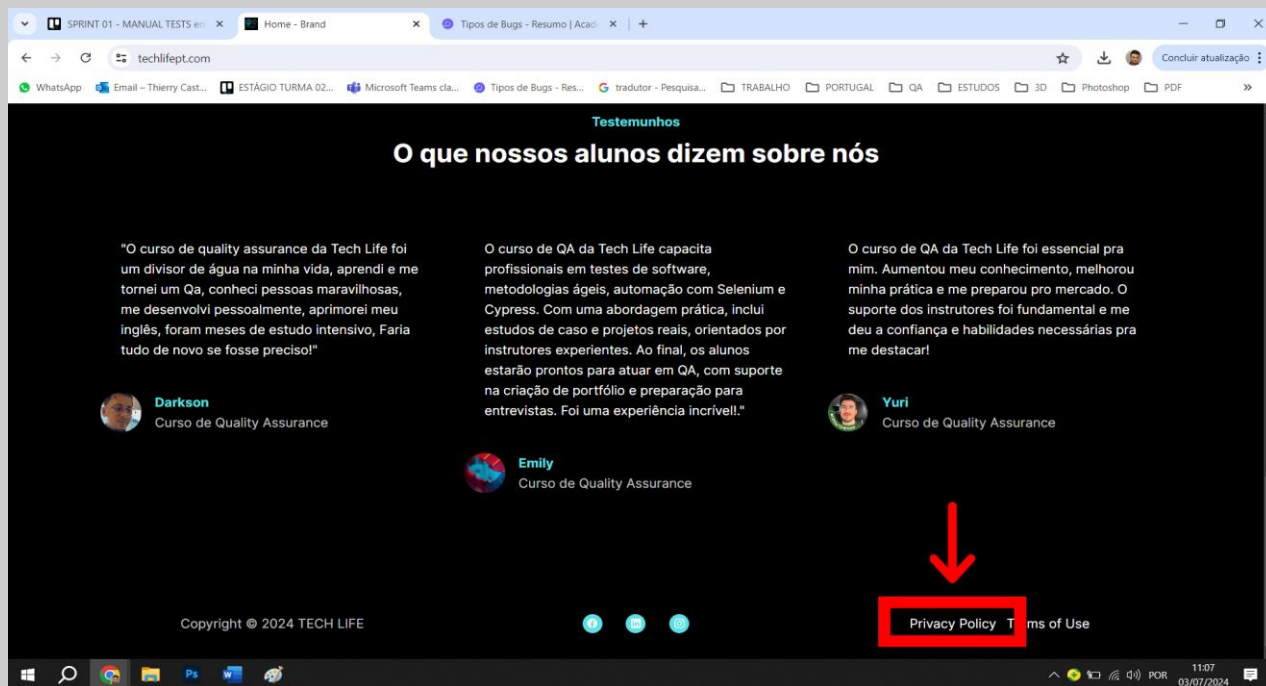 SPRINT 01 - MANUAL TESTS em
Home - Brand
Tipos de Bugs - Resumo | Acad
techlifept.com
Concluir atualização
WhatsApp
Email – Thierry Cast...
ESTÁGIO TURMA 02...
Microsoft Teams cla...
Tipos de Bugs - Res...
tradutor - Pesquisa...
TRABALHO
PORTUGAL
QA
ESTUDOS
3D
Photoshop
PDF
Testemunhos
O que nossos alunos dizem sobre nós
"O curso de quality assurance da Tech Life foi
um divisor de água na minha vida, aprendi e me
tornei um Qa, conheci pessoas maravilhosas,
me desenvolvi pessoalmente, aprimorei meu
inglês, foram meses de estudo intensivo, Faria
tudo de novo se fosse preciso!"
Darkson
Curso de Quality Assurance
O curso de QA da Tech Life capacita
profissionais em testes de software,
metodologias ágeis, automação com Selenium e
Cypress. Com uma abordagem prática, inclui
estudos de caso e projetos reais, orientados por
instrutores experientes. Ao final, os alunos
estarão prontos para atuar em QA, com suporte
na criação de portfólio e preparação para
entrevistas. Foi uma experiência incrível!."
Emily
Curso de Quality Assurance
O curso de QA da Tech Life foi essencial pra
mim. Aumentou meu conhecimento, melhorou
minha prática e me preparou pro mercado. O
suporte dos instrutores foi fundamental e me
deu a confiança e habilidades necessárias pra
me destacar!
Yuri
Curso de Quality Assurance
Copyright © 2024 TECH LIFE
Privacy Policy
of Use
Ps
W
POR
11:07
03/07/2024